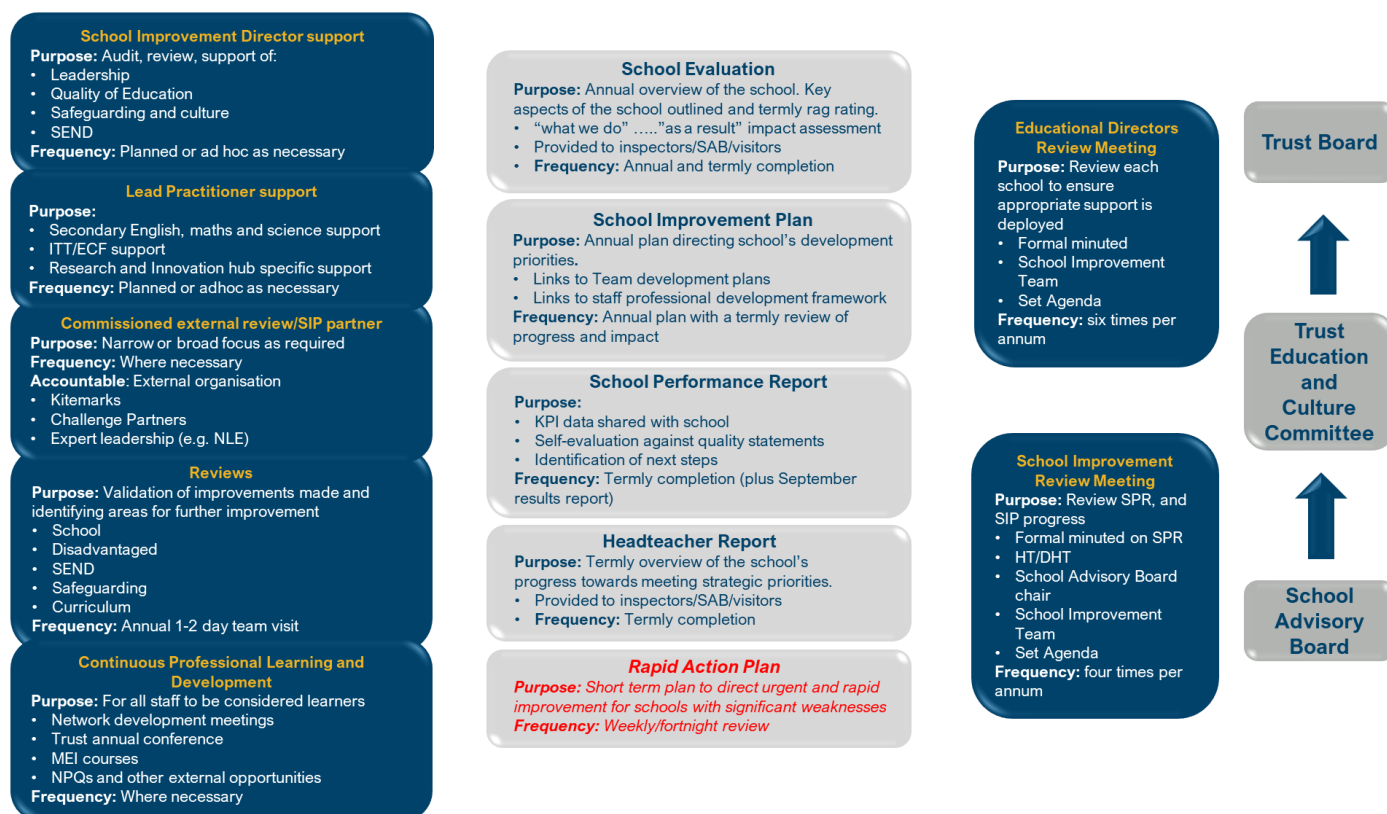 School Improvement Director support
Purpose: Audit, review, support of:
• Leadership
• Quality of Education
• Safeguarding and culture
• SEND
Frequency: Planned or ad hoc as necessary
Lead Practitioner support
Purpose:
• Secondary English, maths and science support
• ITT/ECF support
• Research and Innovation hub specific support
Frequency: Planned or adhoc as necessary
Commissioned external review/SIP partner
Purpose: Narrow or broad focus as required
Frequency: Where necessary
Accountable: External organisation
• Kitemarks
• Challenge Partners
• Expert leadership (e.g. NLE)
Reviews
Purpose: Validation of improvements made and
identifying areas for further improvement
• School
• Disadvantaged
• SEND
• Safeguarding
• Curriculum
Frequency: Annual 1-2 day team visit
Continuous Professional Learning and
Development
Purpose: For all staff to be considered learners
• Network development meetings
• Trust annual conference
• MEI courses
• NPQs and other external opportunities
Frequency: Where necessary
School Evaluation
Purpose: Annual overview of the school. Key
aspects of the school outlined and termly rag rating.
• “what we do” …..”as a result” impact assessment
• Provided to inspectors/SAB/visitors
• Frequency: Annual and termly completion
School Improvement Plan
Purpose: Annual plan directing school’s development
priorities.
• Links to Team development plans
• Links to staff professional development framework
Frequency: Annual plan with a termly review of
progress and impact
School Performance Report
Purpose:
• KPI data shared with school
• Self-evaluation against quality statements
• Identification of next steps
Frequency: Termly completion (plus September
results report)
Headteacher Report
Purpose: Termly overview of the school’s
progress towards meeting strategic priorities.
• Provided to inspectors/SAB/visitors
• Frequency: Termly completion
Rapid Action Plan
Purpose: Short term plan to direct urgent and rapid
improvement for schools with significant weaknesses
Frequency: Weekly/fortnight review
Educational Directors
Review Meeting
Purpose: Review each
school to ensure
appropriate support is
deployed
• Formal minuted
• School Improvement
Team
• Set Agenda
Frequency: six times per
annum
School Improvement
Review Meeting
Purpose: Review SPR, and
SIP progress
• Formal minuted on SPR
• HT/DHT
• School Advisory Board
chair
• School Improvement
Team
• Set Agenda
Frequency: four times per
annum
Trust Board
Trust
Education
and
Culture
Committee
School
Advisory
Board